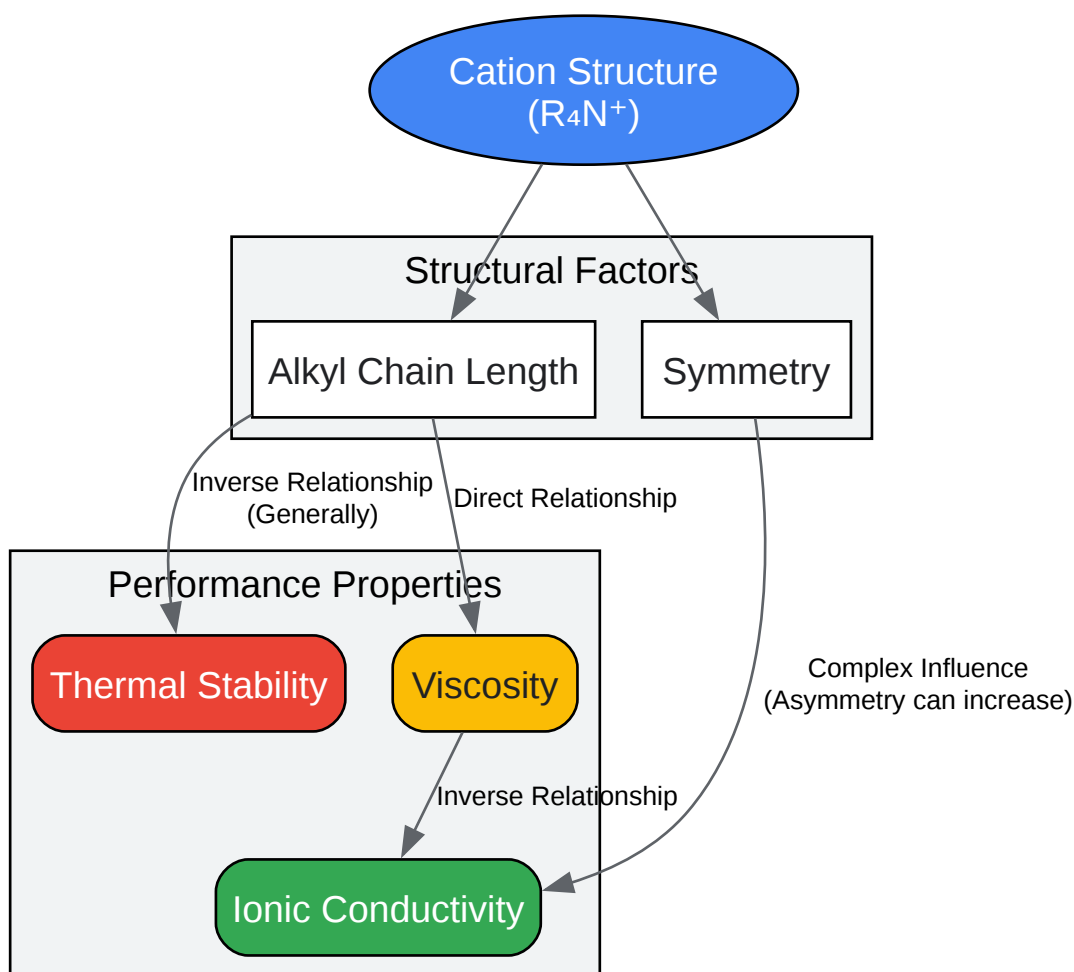 Cation Structure
(R₄N⁺)
Structural Factors
Alkyl Chain Length
Symmetry
Inverse Relationship
(Generally)
Direct Relationship
Performance Properties
Thermal Stability
Viscosity
Complex Influence
(Asymmetry can increase)
Inverse Relationship
Ionic Conductivity